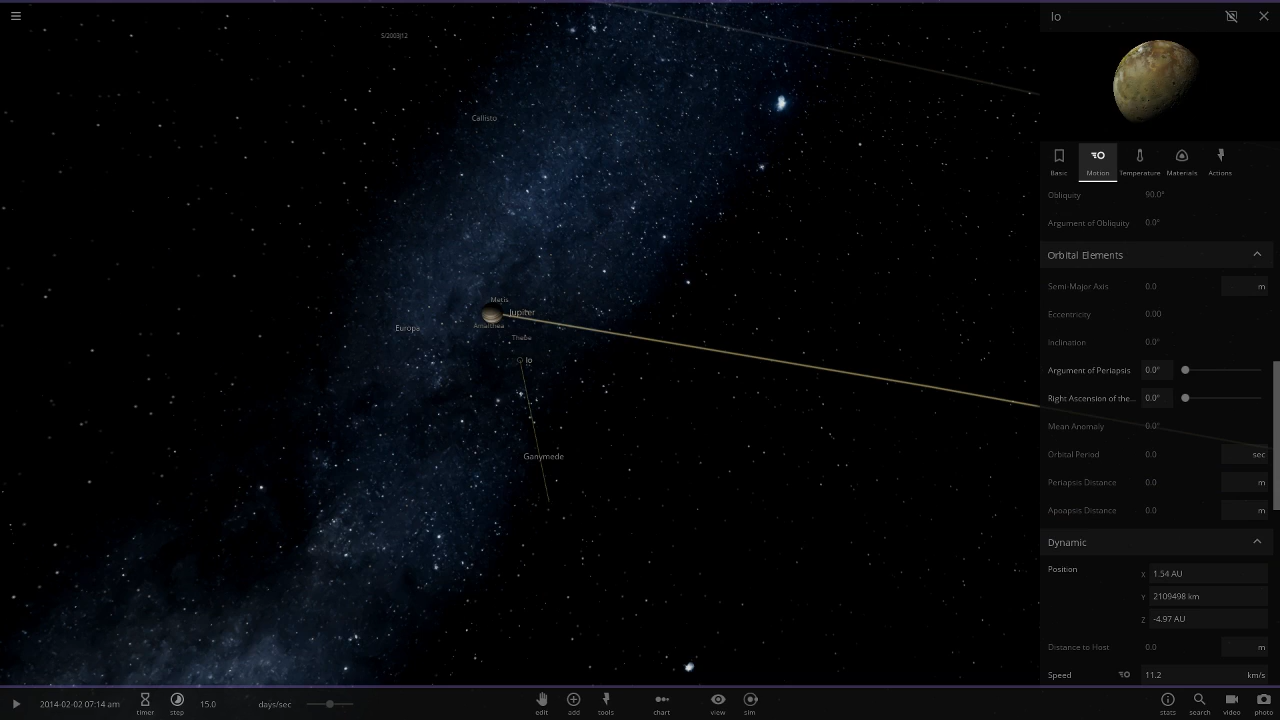 Io
S/2003J12
Callisto
Metis
Jupiter
Amalthea
Europa
Thebe
Io
Ganymede
Basic
Motion
Temperature
Materials
Actions
Obliquity 90.0°
Argument of Obliquity 0.0°
Orbital Elements
Semi-Major Axis 0.0 m
Eccentricity 0.00
Inclination 0.0°
Argument of Periapsis 0.0°
Right Ascension of the... 0.0°
Mean Anomaly 0.0°
Orbital Period 0.0 sec
Periapsis Distance 0.0 m
Apoapsis Distance 0.0 m
Dynamic
Position X 1.54 AU
Y 2109498 km
Z -4.97 AU
Distance to Host 0.0 m
Speed 11.2 km/s
2014-02-02 07:14 am
timer
step
15.0 days/sec
edit
add
tools
chart
view
sim
stats
search
video
photo